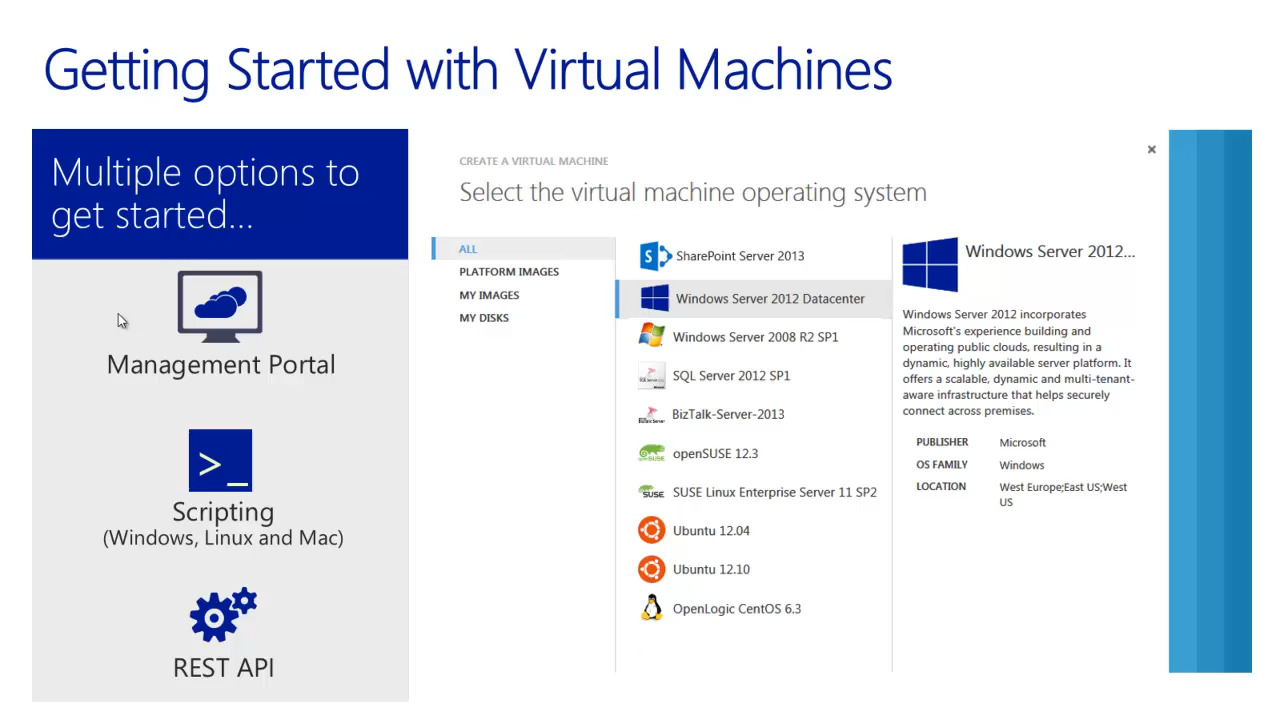 Getting Started with Virtual Machines
Multiple options to
get started...
Management Portal
>_
Scripting
(Windows, Linux and Mac)
REST API
CREATE A VIRTUAL MACHINE
Select the virtual machine operating system
ALL
PLATFORM IMAGES
MY IMAGES
MY DISKS
SharePoint Server 2013
Windows Server 2012 Datacenter
Windows Server 2008 R2 SP1
SQL Server 2012 SP1
BizTalk-Server-2013
openSUSE 12.3
SUSE Linux Enterprise Server 11 SP2
Ubuntu 12.04
Ubuntu 12.10
OpenLogic CentOS 6.3
Windows Server 2012...
Windows Server 2012 incorporates
Microsoft's experience building and
operating public clouds, resulting in a
dynamic, highly available server platform. It
offers a scalable, dynamic and multi-tenant-
aware infrastructure that helps securely
connect across premises.
PUBLISHER Microsoft
OS FAMILY Windows
LOCATION West Europe;East US;West
US